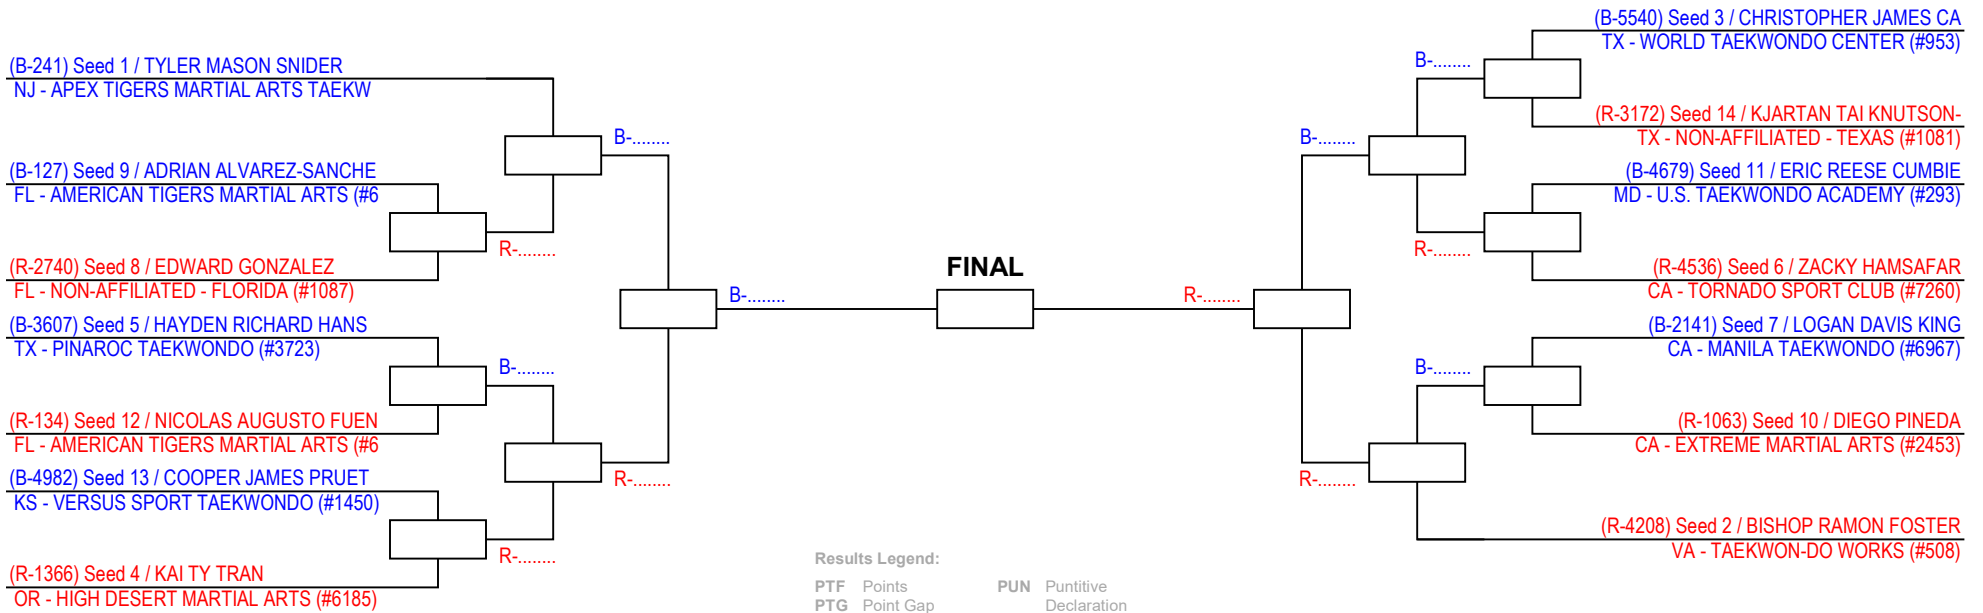 (B-241) Seed 1 / TYLER MASON SNIDER
NJ - APEX TIGERS MARTIAL ARTS TAEKW
(B-127) Seed 9 / ADRIAN ALVAREZ-SANCHE
FL - AMERICAN TIGERS MARTIAL ARTS (#6
(R-2740) Seed 8 / EDWARD GONZALEZ
FL - NON-AFFILIATED - FLORIDA (#1087)
(B-3607) Seed 5 / HAYDEN RICHARD HANS
TX - PINAROC TAEKWONDO (#3723)
(R-134) Seed 12 / NICOLAS AUGUSTO FUEN
FL - AMERICAN TIGERS MARTIAL ARTS (#6
(B-4982) Seed 13 / COOPER JAMES PRUET
KS - VERSUS SPORT TAEKWONDO (#1450)
(R-1366) Seed 4 / KAI TY TRAN
OR - HIGH DESERT MARTIAL ARTS (#6185)
R-........
B-........
R-........
B-........
R-........
B-........
FINAL
R-........
B-........
R-........
B-........
R-........
B-........
(B-5540) Seed 3 / CHRISTOPHER JAMES CA
TX - WORLD TAEKWONDO CENTER (#953)
(R-3172) Seed 14 / KJARTAN TAI KNUTSON-
TX - NON-AFFILIATED - TEXAS (#1081)
(B-4679) Seed 11 / ERIC REESE CUMBIE
MD - U.S. TAEKWONDO ACADEMY (#293)
(R-4536) Seed 6 / ZACKY HAMSAFAR
CA - TORNADO SPORT CLUB (#7260)
(B-2141) Seed 7 / LOGAN DAVIS KING
CA - MANILA TAEKWONDO (#6967)
(R-1063) Seed 10 / DIEGO PINEDA
CA - EXTREME MARTIAL ARTS (#2453)
(R-4208) Seed 2 / BISHOP RAMON FOSTER
VA - TAEKWON-DO WORKS (#508)
Results Legend:
PTF Points PUN Puntitive
PTG Point Gap Declaration